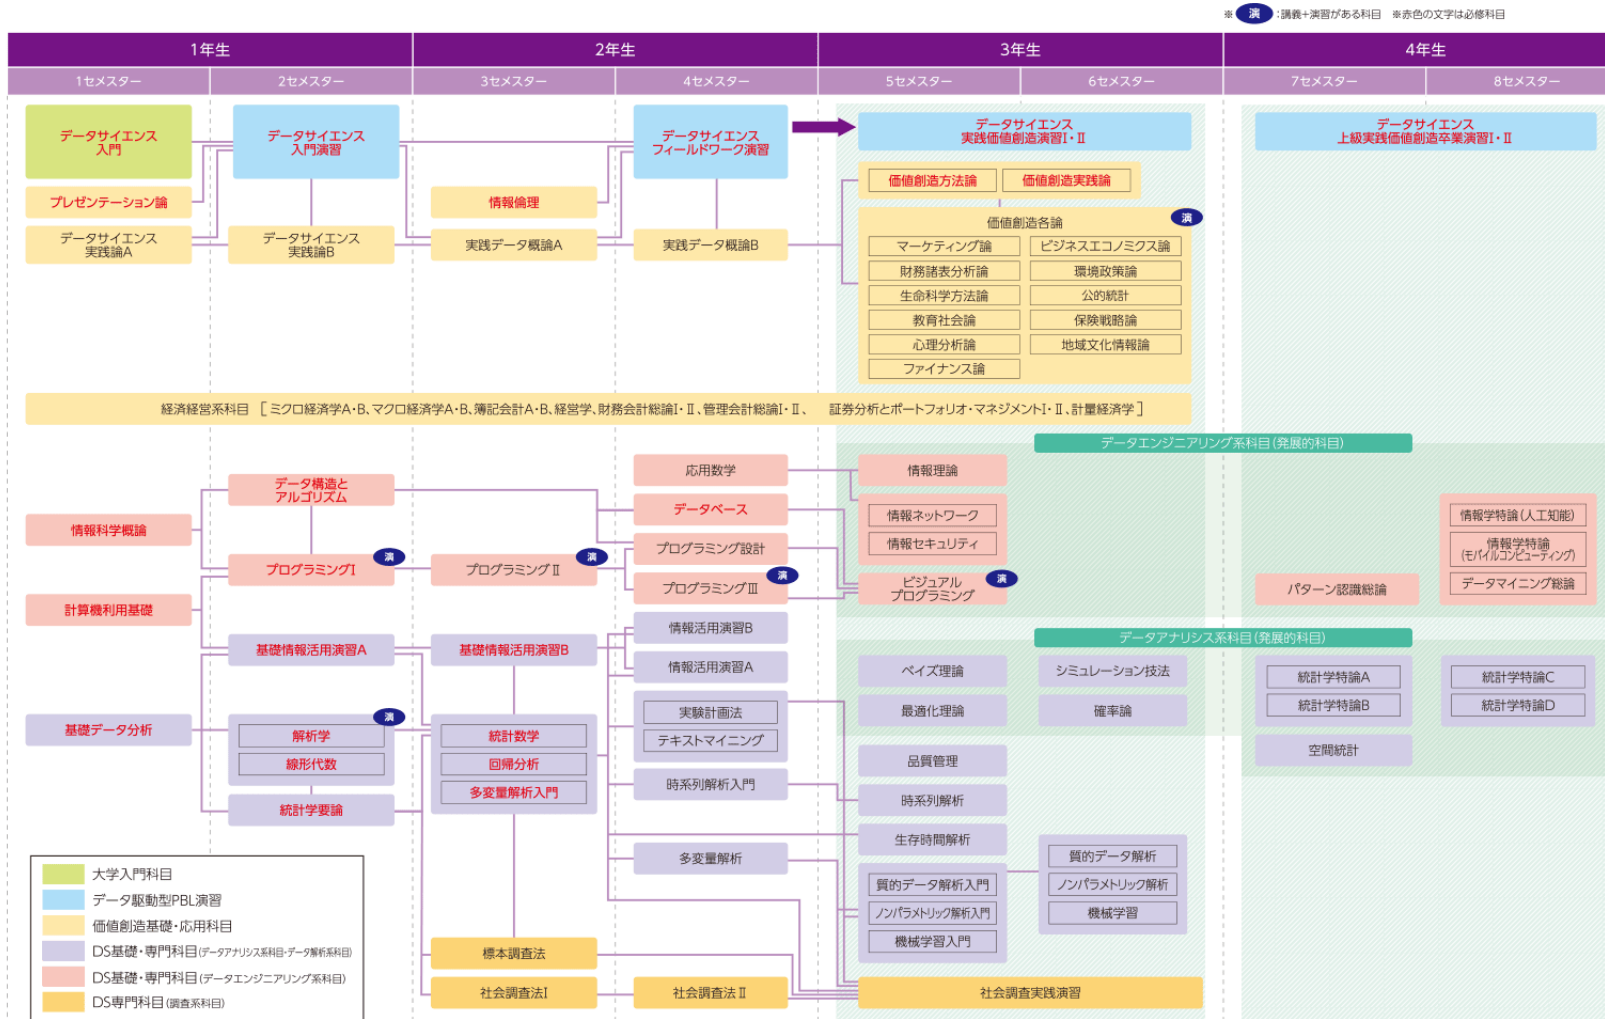 ※ 演 :講義+演習がある科目 ※赤色の文字は必修科目
1年生
2年生
3年生
4年生
1セメスター
2セメスター
3セメスター
4セメスター
5セメスター
6セメスター
7セメスター
8セメスター
データサイエンス
入門
データサイエンス
入門演習
データサイエンス
フィールドワーク演習
データサイエンス
実践価値創造演習I・II
データサイエンス
上級実践価値創造卒業演習I・II
プレゼンテーション論
情報倫理
価値創造方法論
価値創造実践論
データサイエンス
実践論A
データサイエンス
実践論B
実践データ概論A
実践データ概論B
価値創造各論
演
マーケティング論
ビジネスエコノミクス論
財務諸表分析論
環境政策論
生命科学方法論
公的統計
教育社会論
保険戦略論
心理分析論
地域文化情報論
ファイナンス論
経済経営系科目 [ミクロ経済学A・B、マクロ経済学A・B、簿記会計A・B、経営学、財務会計総論I・II、管理会計総論I・II、 証券分析とポートフォリオ・マネジメントI・II、計量経済学]
データエンジニアリング系科目(発展的科目)
情報科学概論
データ構造と
アルゴリズム
応用数学
情報理論
データベース
情報ネットワーク
情報セキュリティ
情報学特論(人工知能)
情報学特論
(モバイルコンピューティング)
データマイニング総論
プログラミングI
演
プログラミングII
演
プログラミング設計
プログラミングIII
演
ビジュアル
プログラミング
演
パターン認識総論
計算機利用基礎
データアナリシス系科目(発展的科目)
基礎情報活用演習A
基礎情報活用演習B
情報活用演習B
情報活用演習A
ベイズ理論
シミュレーション技法
最適化理論
確率論
統計学特論A
統計学特論B
統計学特論C
統計学特論D
空間統計
基礎データ分析
演
解析学
線形代数
統計学要論
統計数学
回帰分析
多変量解析入門
実験計画法
テキストマイニング
時系列解析入門
多変量解析
品質管理
時系列解析
生存時間解析
質的データ解析入門
ノンパラメトリック解析入門
機械学習入門
質的データ解析
ノンパラメトリック解析
機械学習
標本調査法
社会調査法I
社会調査法II
社会調査実践演習
大学入門科目
データ駆動型PBL演習
価値創造基礎・応用科目
DS基礎・専門科目(データアナリシス系科目・データ解析系科目)
DS基礎・専門科目(データエンジニアリング系科目)
DS専門科目(調査系科目)